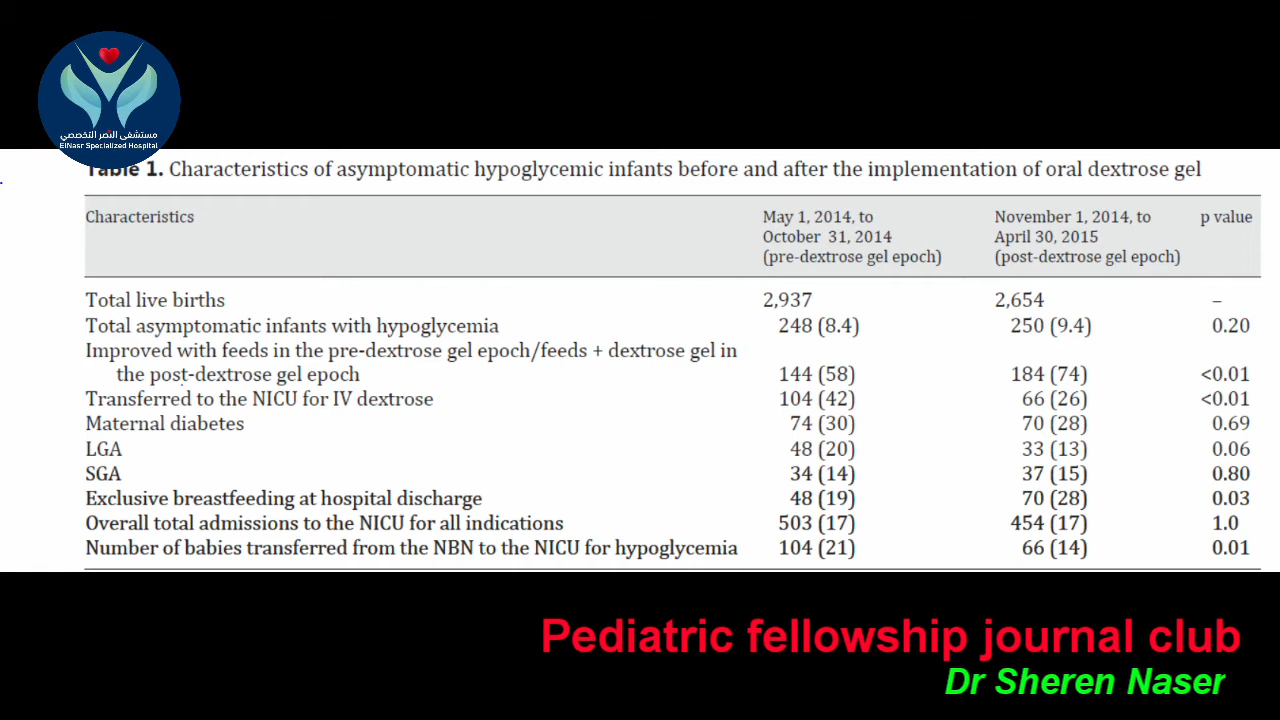 مستشفى النصر التخصصي
ElNasr Specialized Hospital
Table 1. Characteristics of asymptomatic hypoglycemic infants before and after the implementation of oral dextrose gel
Characteristics May 1, 2014, to October 31, 2014 (pre-dextrose gel epoch) November 1, 2014, to April 30, 2015 (post-dextrose gel epoch) p value
Total live births 2,937 2,654 –
Total asymptomatic infants with hypoglycemia 248 (8.4) 250 (9.4) 0.20
Improved with feeds in the pre-dextrose gel epoch/feeds + dextrose gel in
the post-dextrose gel epoch 144 (58) 184 (74) <0.01
Transferred to the NICU for IV dextrose 104 (42) 66 (26) <0.01
Maternal diabetes 74 (30) 70 (28) 0.69
LGA 48 (20) 33 (13) 0.06
SGA 34 (14) 37 (15) 0.80
Exclusive breastfeeding at hospital discharge 48 (19) 70 (28) 0.03
Overall total admissions to the NICU for all indications 503 (17) 454 (17) 1.0
Number of babies transferred from the NBN to the NICU for hypoglycemia 104 (21) 66 (14) 0.01
Pediatric fellowship journal club
Dr Sheren Naser